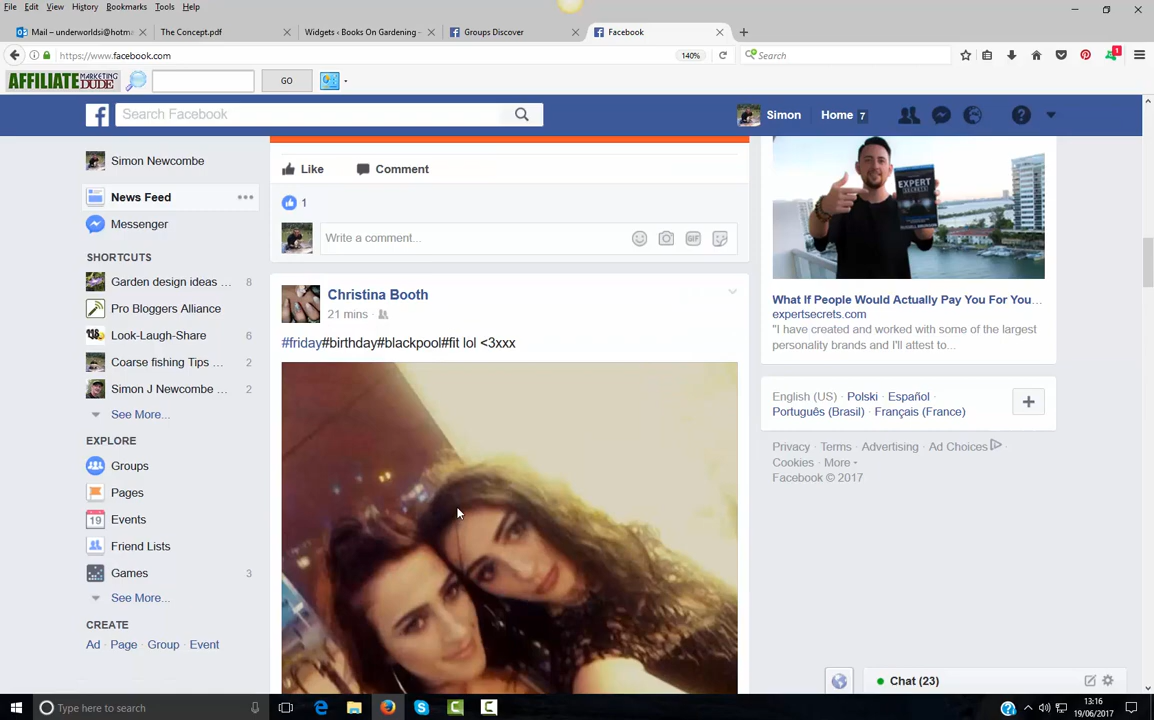 File Edit View History Bookmarks Tools Help
Mail – underworldsi@hotma
The Concept.pdf
Widgets - Books On Gardening -
Groups Discover
Facebook
https://www.facebook.com
140%
Search
1
AFFILIATE MARKETING DUDE
GO
Search Facebook
Simon
Home 7
Simon Newcombe
News Feed
Messenger
SHORTCUTS
Garden design ideas ... 8
Pro Bloggers Alliance
Look-Laugh-Share 6
Coarse fishing Tips ... 2
Simon J Newcombe ... 2
See More...
EXPLORE
Groups
Pages
19 Events
Friend Lists
Games 3
See More...
CREATE
Ad · Page · Group · Event
Like Comment
1
Write a comment...
GIF
Christina Booth
21 mins ·
#friday#birthday#blackpool#fit lol <3xxx
EXPERT
SECRETS
What If People Would Actually Pay You For You...
expertsecrets.com
"I have created and worked with some of the largest
personality brands and I'll attest to...
English (US) · Polski · Español ·
Português (Brasil) · Français (France)
Privacy · Terms · Advertising · Ad Choices
Cookies · More
Facebook © 2017
Chat (23)
Type here to search
13:16
19/06/2017